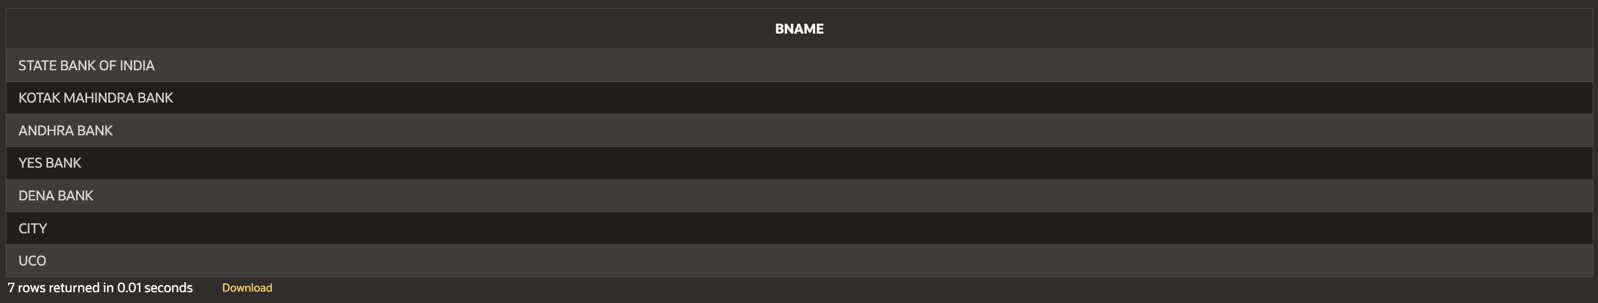 BNAME
STATE BANK OF INDIA
KOTAK MAHINDRA BANK
ANDHRA BANK
YES BANK
DENA BANK
CITY
UCO
7 rows returned in 0.01 seconds Download